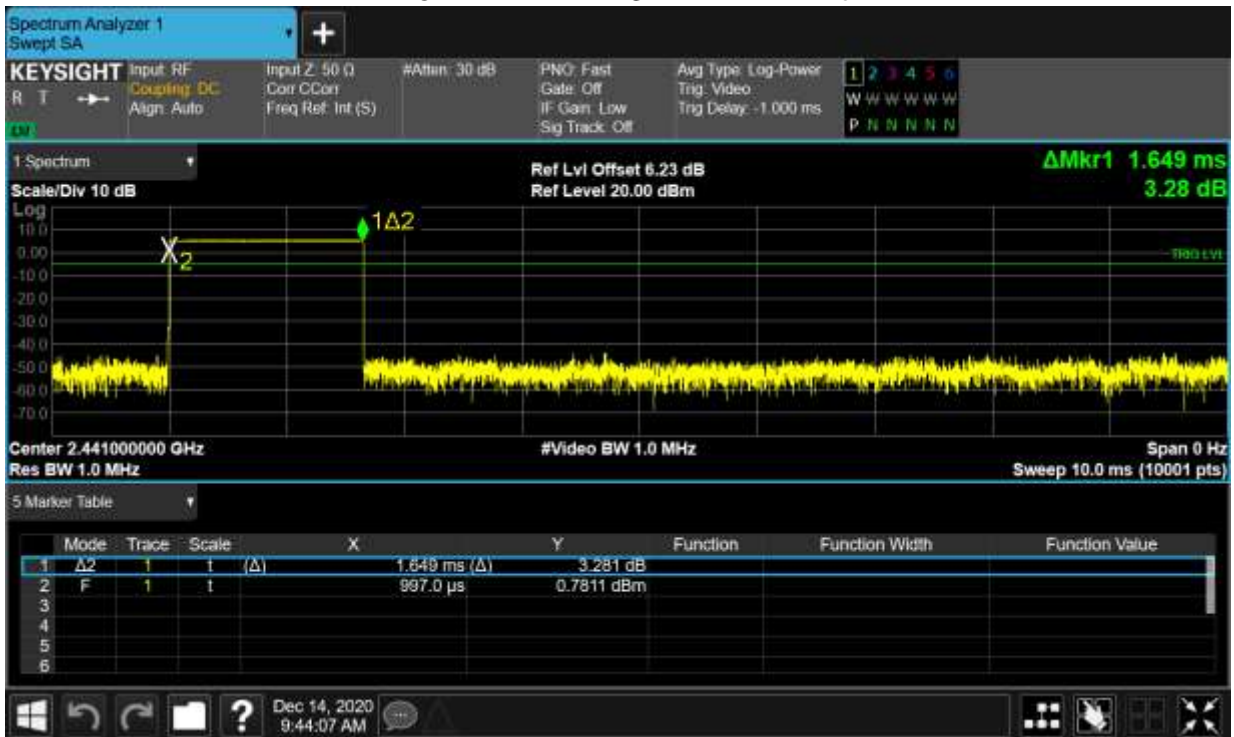 Spectrum Analyzer 1
Swept SA
+
KEYSIGHT Input: RF Input Z: 50 Ω #Atten: 30 dB PNO: Fast Avg Type: Log-Power 1 2 3 4 5 6
R T Coupling: DC Corr CCorr Gate: Off Trig: Video W W W W W W
Align: Auto Freq Ref: Int (S) IF Gain: Low Trig Delay: -1.000 ms
Sig Track: Off P N N N N N
1 Spectrum Ref Lvl Offset 6.23 dB ΔMkr1 1.649 ms
Scale/Div 10 dB Ref Level 20.00 dBm 3.28 dB
Log
10.0
1Δ2
0.00
2
TRIG LVL
-10.0
-20.0
-30.0
-40.0
-50.0
-60.0
-70.0
Center 2.441000000 GHz #Video BW 1.0 MHz Span 0 Hz
Res BW 1.0 MHz Sweep 10.0 ms (10001 pts)
5 Marker Table
Mode Trace Scale X Y Function Function Width Function Value
1 Δ2 1 t (Δ) 1.649 ms (Δ) 3.281 dB
2 F 1 t 997.0 µs 0.7811 dBm
3
4
5
6
? Dec 14, 2020
9:44:07 AM